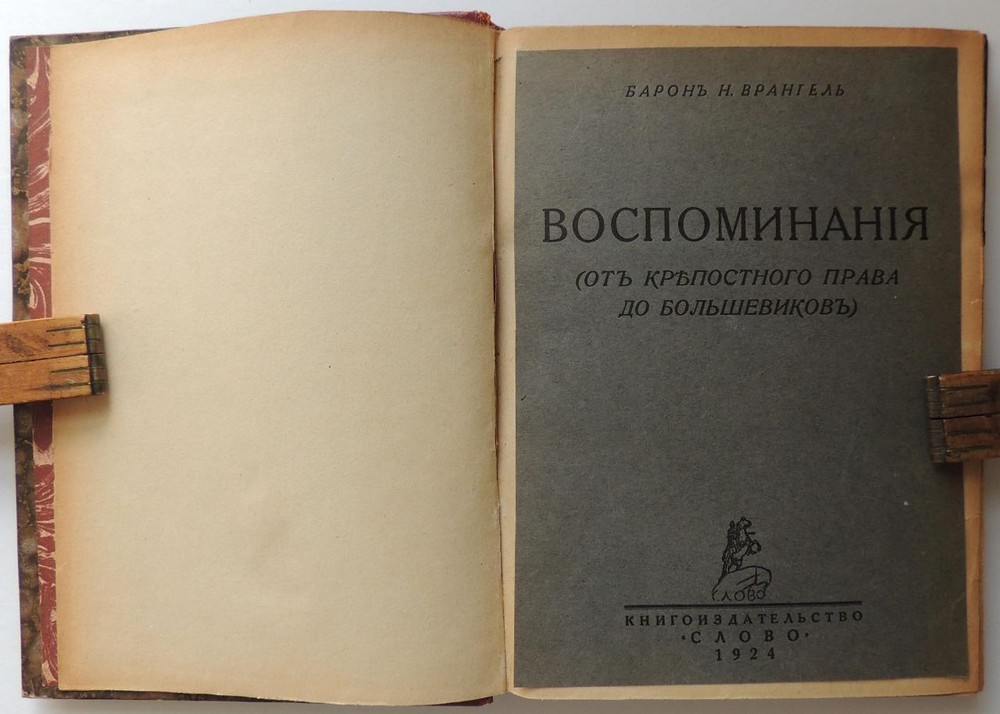 БАРОНЪ Н. ВРАНГЕЛЬ
ВОСПОМИНАНІЯ
(ОТЪ КРѢПОСТНОГО ПРАВА
ДО БОЛЬШЕВИКОВЪ)
СЛОВО
КНИГОИЗДАТЕЛЬСТВО
·СЛОВО·
1924